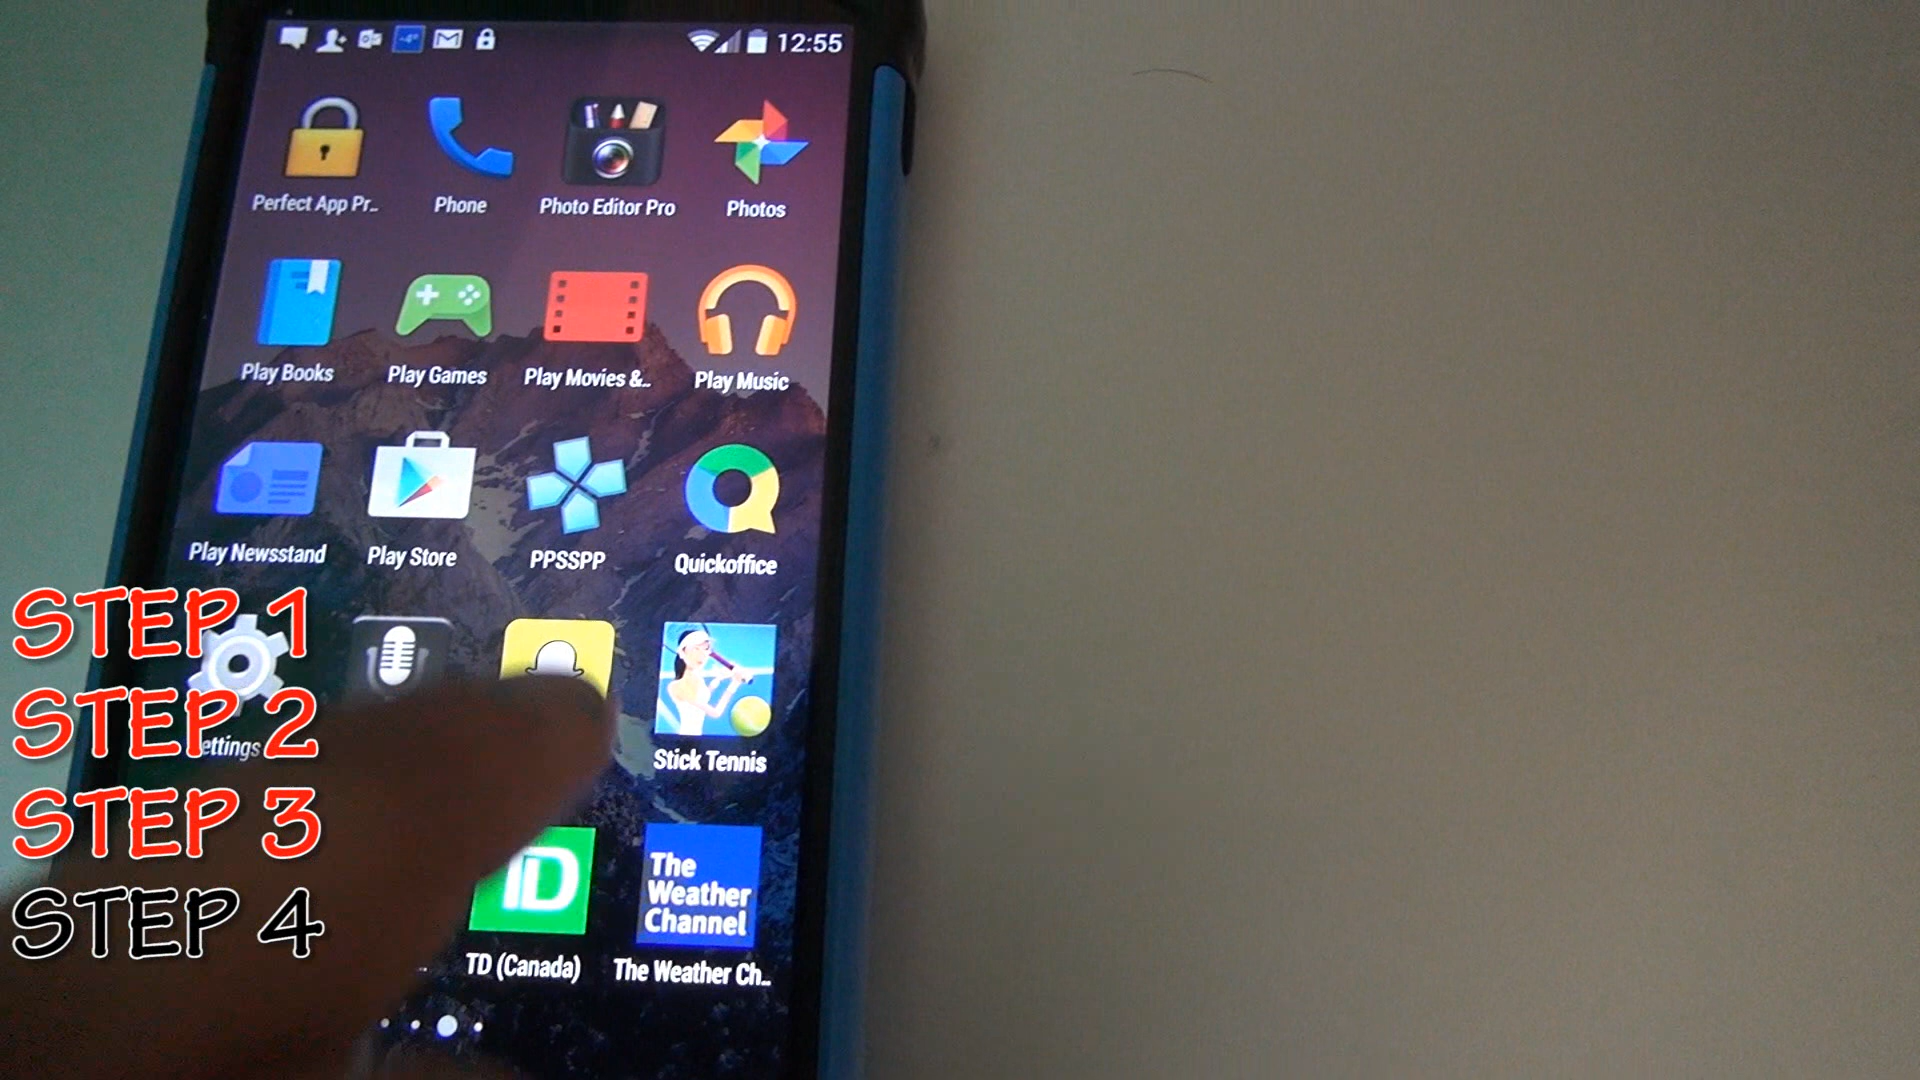 -4°
12:55
Perfect App Pr..
Phone
Photo Editor Pro
Photos
Play Books
Play Games
Play Movies &..
Play Music
Play Newsstand
Play Store
PPSSPP
Quickoffice
STEP 1
STEP 2
ettings
Stick Tennis
STEP 3
STEP 4
TD
The
Weather
Channel
..
TD (Canada)
The Weather Ch..